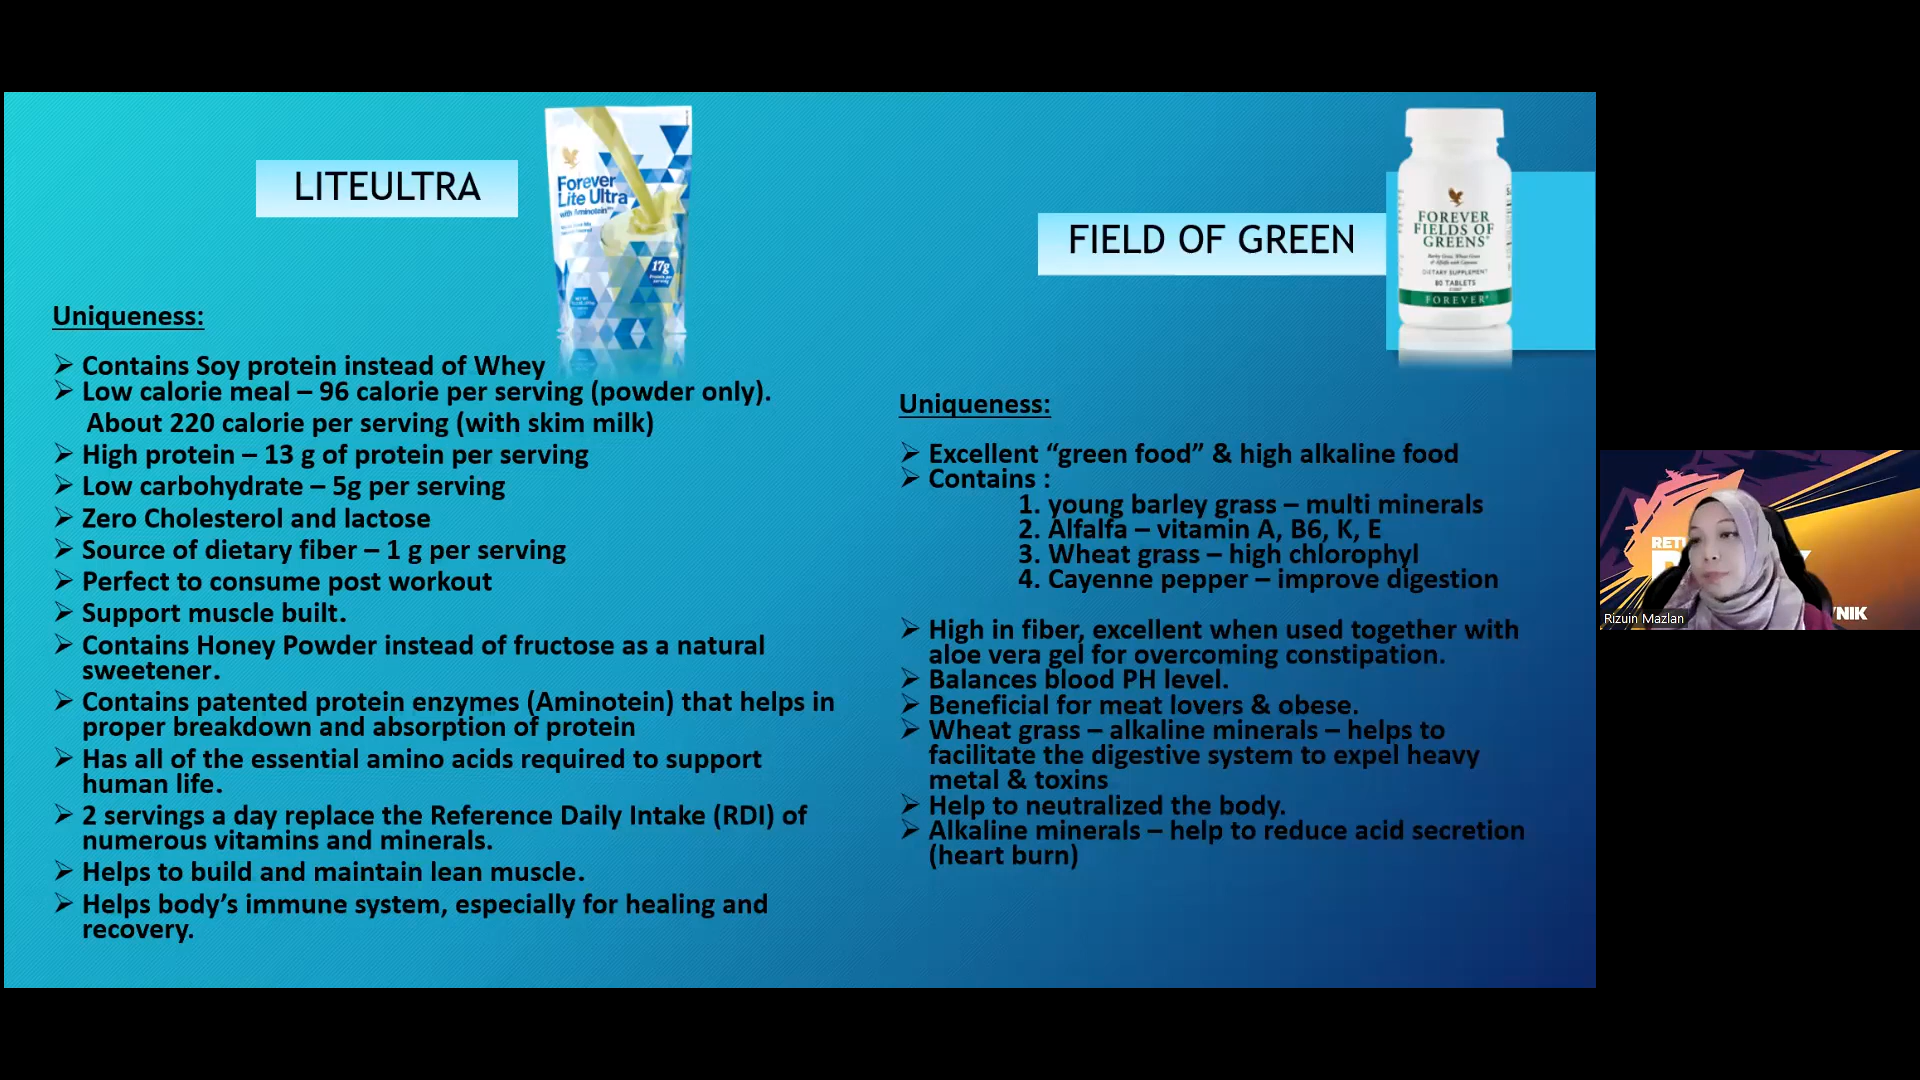 LITEULTRA
Forever
Lite Ultra
with Aminotein
17g
Uniqueness:
➢ Contains Soy protein instead of Whey
➢ Low calorie meal – 96 calorie per serving (powder only).
About 220 calorie per serving (with skim milk)
➢ High protein – 13 g of protein per serving
➢ Low carbohydrate – 5g per serving
➢ Zero Cholesterol and lactose
➢ Source of dietary fiber – 1 g per serving
➢ Perfect to consume post workout
➢ Support muscle built.
➢ Contains Honey Powder instead of fructose as a natural
sweetener.
➢ Contains patented protein enzymes (Aminotein) that helps in
proper breakdown and absorption of protein
➢ Has all of the essential amino acids required to support
human life.
➢ 2 servings a day replace the Reference Daily Intake (RDI) of
numerous vitamins and minerals.
➢ Helps to build and maintain lean muscle.
➢ Helps body’s immune system, especially for healing and
recovery.
FIELD OF GREEN
FOREVER
FIELDS OF
GREENS®
Barley Grass, Wheat Grass
& Alfalfa with Cayenne
DIETARY SUPPLEMENT
80 TABLETS
FOREVER®
Uniqueness:
➢ Excellent “green food” & high alkaline food
➢ Contains :
1. young barley grass – multi minerals
2. Alfalfa – vitamin A, B6, K, E
3. Wheat grass – high chlorophyl
4. Cayenne pepper – improve digestion
➢ High in fiber, excellent when used together with
aloe vera gel for overcoming constipation.
➢ Balances blood PH level.
➢ Beneficial for meat lovers & obese.
➢ Wheat grass – alkaline minerals – helps to
facilitate the digestive system to expel heavy
metal & toxins
➢ Help to neutralized the body.
➢ Alkaline minerals – help to reduce acid secretion
(heart burn)
Rizuin Mazlan